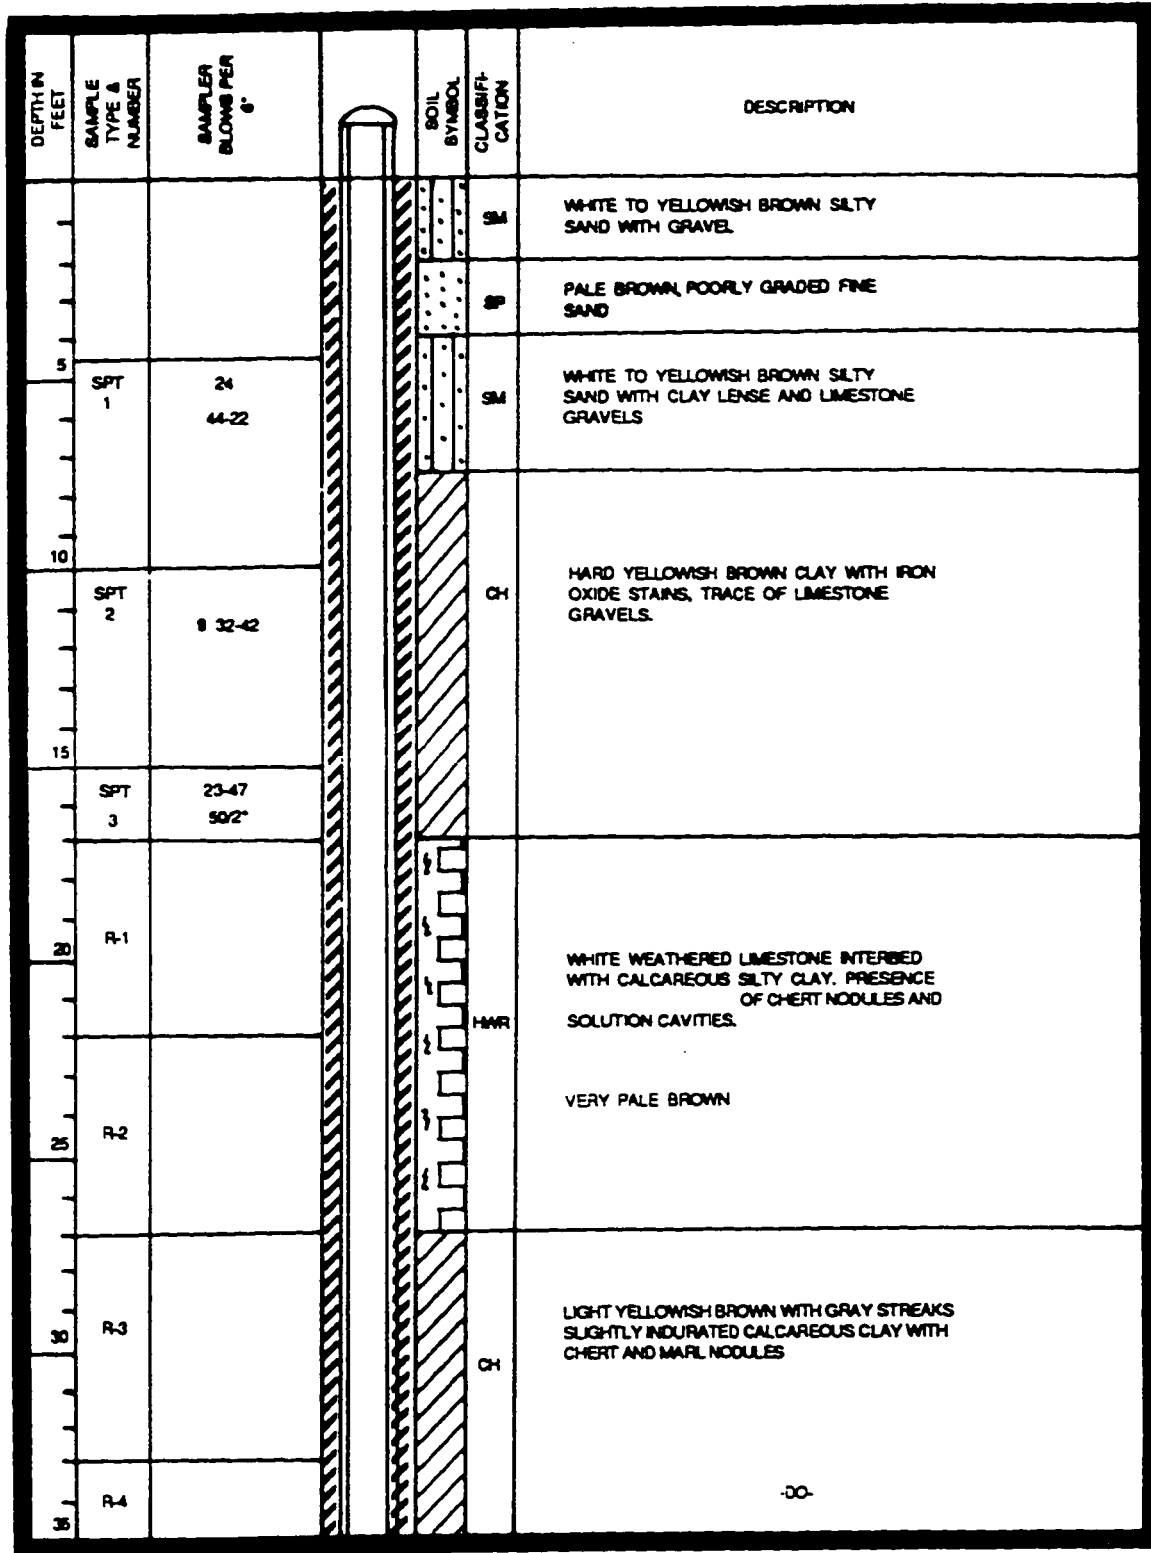 DEPTH IN
FEET
SAMPLE
TYPE &
NUMBER
SAMPLER
BLOWS PER
6"
SOIL
SYMBOL
CLASSIFI-
CATION
DESCRIPTION
SM
WHITE TO YELLOWISH BROWN SILTY
SAND WITH GRAVEL
SP
PALE BROWN, POORLY GRADED FINE
SAND
5
SPT
1
24
44-22
SM
WHITE TO YELLOWISH BROWN SILTY
SAND WITH CLAY LENSE AND LIMESTONE
GRAVELS
10
SPT
2
32-42
CH
HARD YELLOWISH BROWN CLAY WITH IRON
OXIDE STAINS, TRACE OF LIMESTONE
GRAVELS.
15
SPT
3
23-47
50/2"
20
R-1
HWR
WHITE WEATHERED LIMESTONE INTERBED
WITH CALCAREOUS SILTY CLAY. PRESENCE
OF CHERT NODULES AND
SOLUTION CAVITIES.
VERY PALE BROWN
25
R-2
30
R-3
CH
LIGHT YELLOWISH BROWN WITH GRAY STREAKS
SLIGHTLY INDURATED CALCAREOUS CLAY WITH
CHERT AND MARL NODULES
35
R-4
-DO-